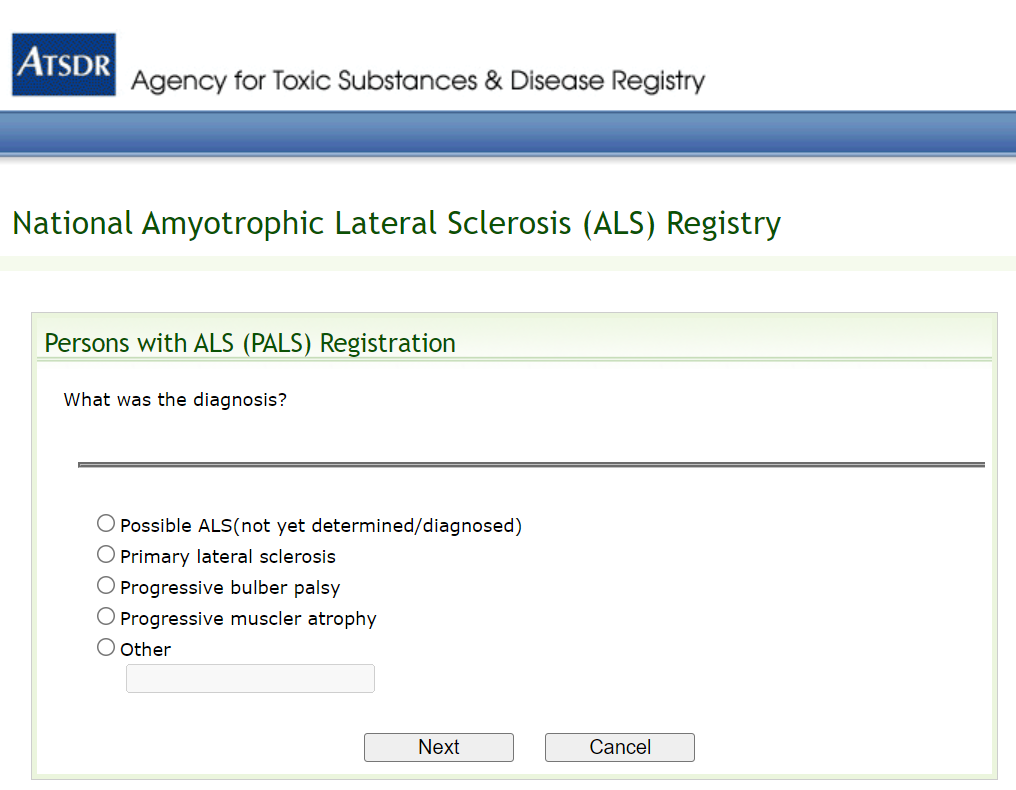 ATSDR
Agency for Toxic Substances & Disease Registry
National Amyotrophic Lateral Sclerosis (ALS) Registry
Persons with ALS (PALS) Registration
What was the diagnosis?
Possible ALS(not yet determined/diagnosed)
Primary lateral sclerosis
Progressive bulber palsy
Progressive muscler atrophy
Other
Next Cancel